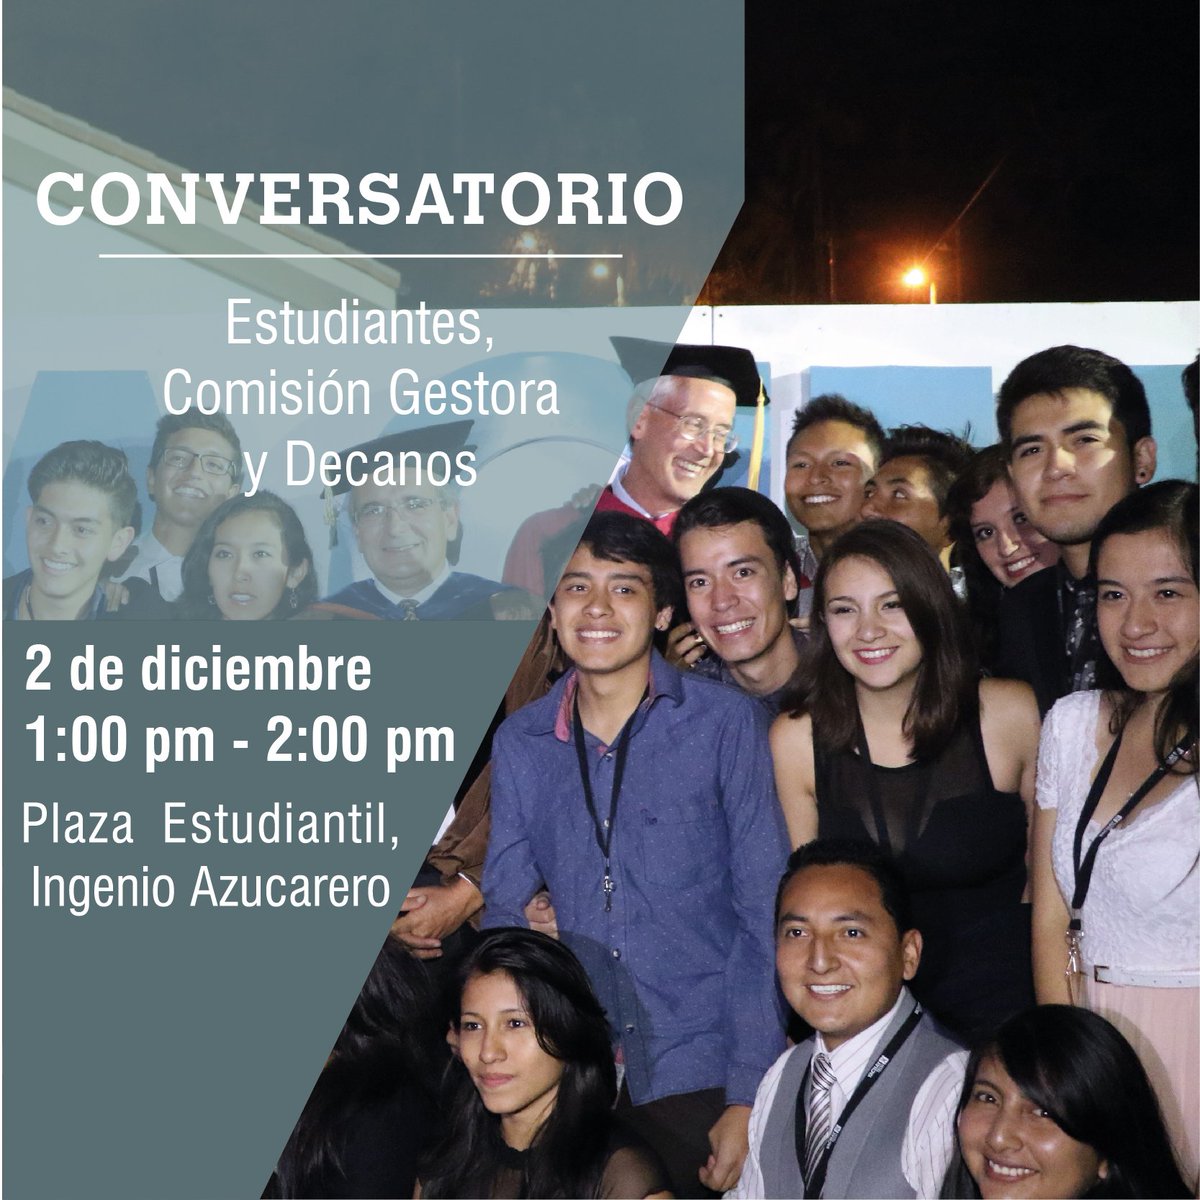 CONVERSATORIO
Estudiantes,
Comisión Gestora
y Decanos
2 de diciembre
1:00 pm - 2:00 pm
Plaza Estudiantil,
Ingenio Azucarero